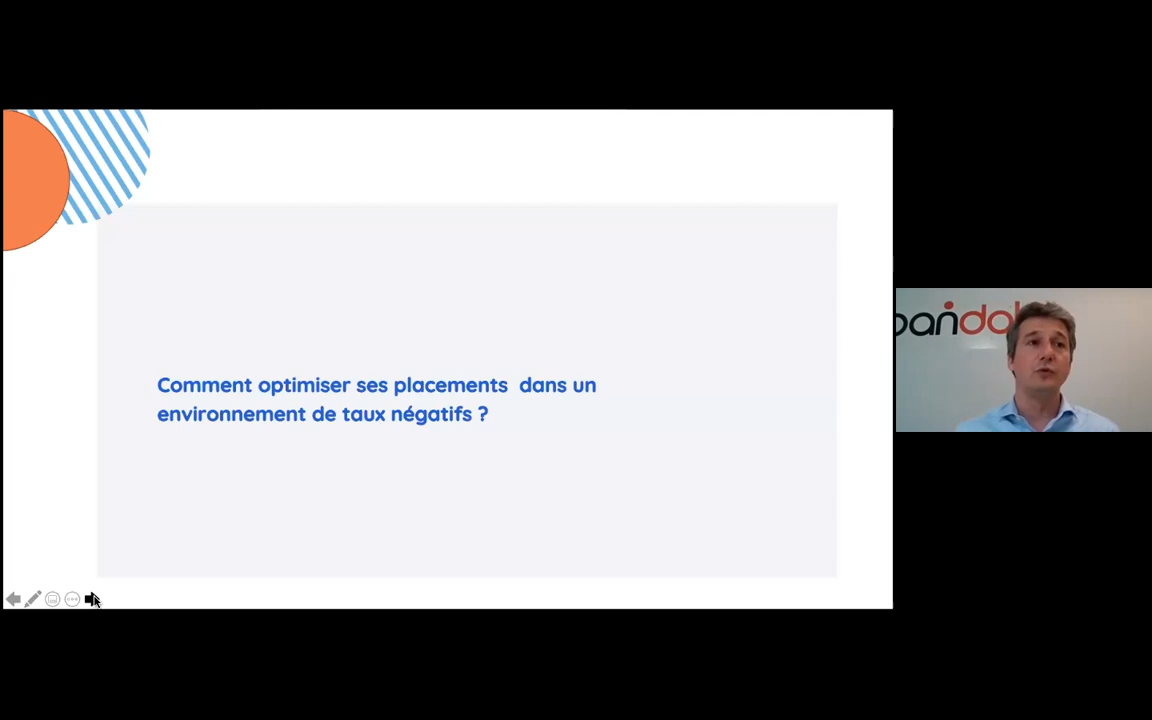 Comment optimiser ses placements  dans un
environnement de taux négatifs ?